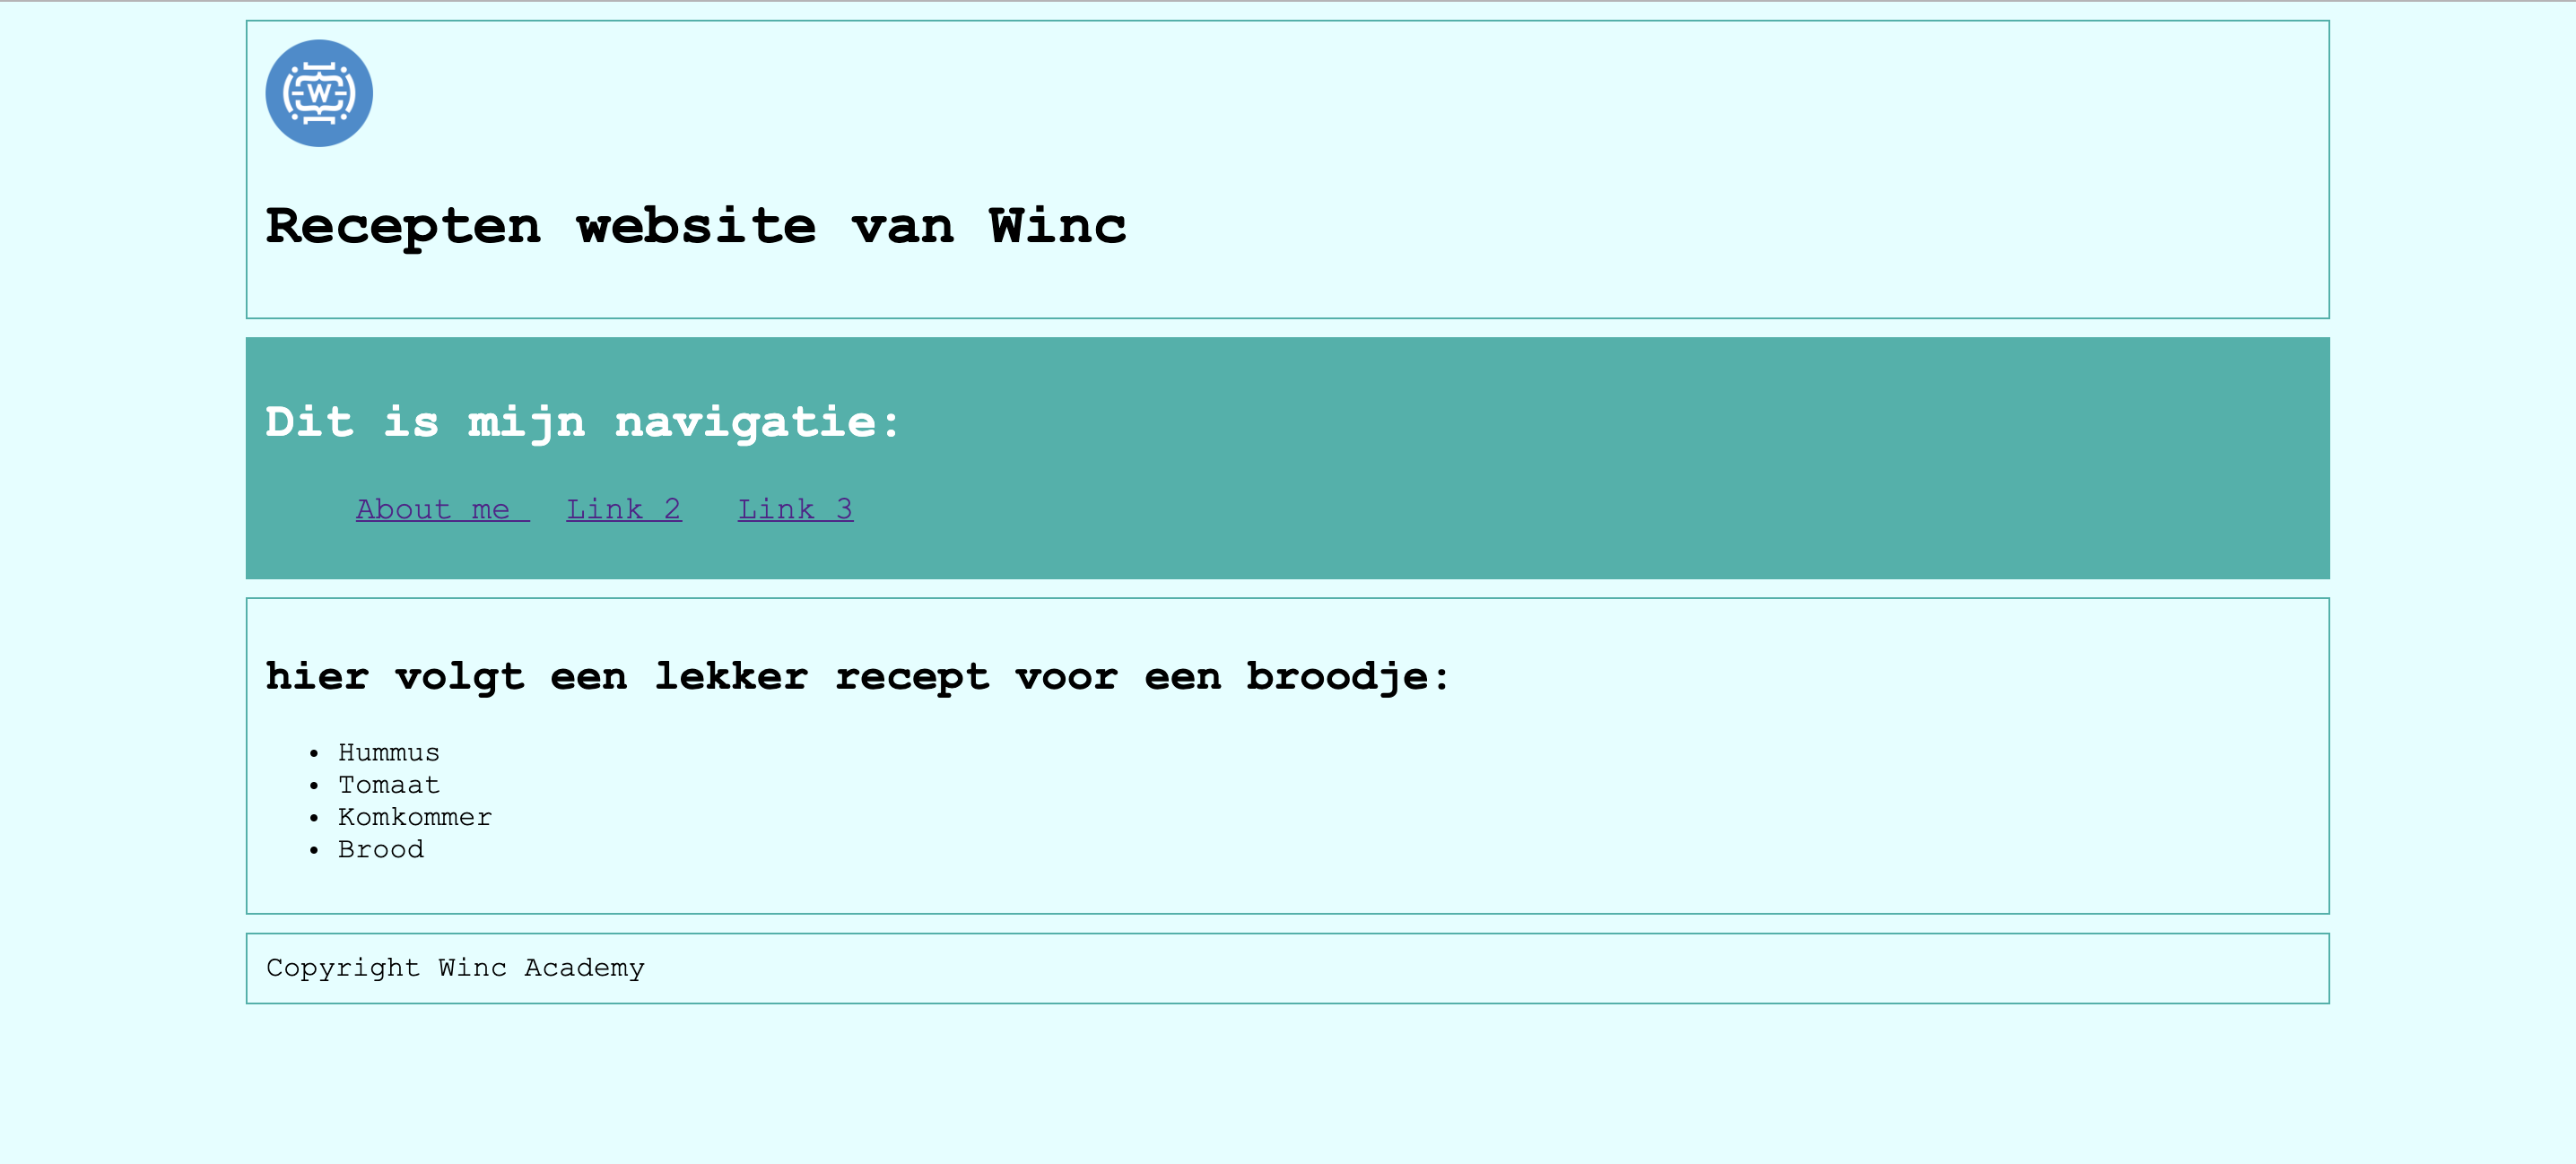 W
Recepten website van Winc
Dit is mijn navigatie:
About me Link 2 Link 3
hier volgt een lekker recept voor een broodje:
• Hummus
• Tomaat
• Komkommer
• Brood
Copyright Winc Academy